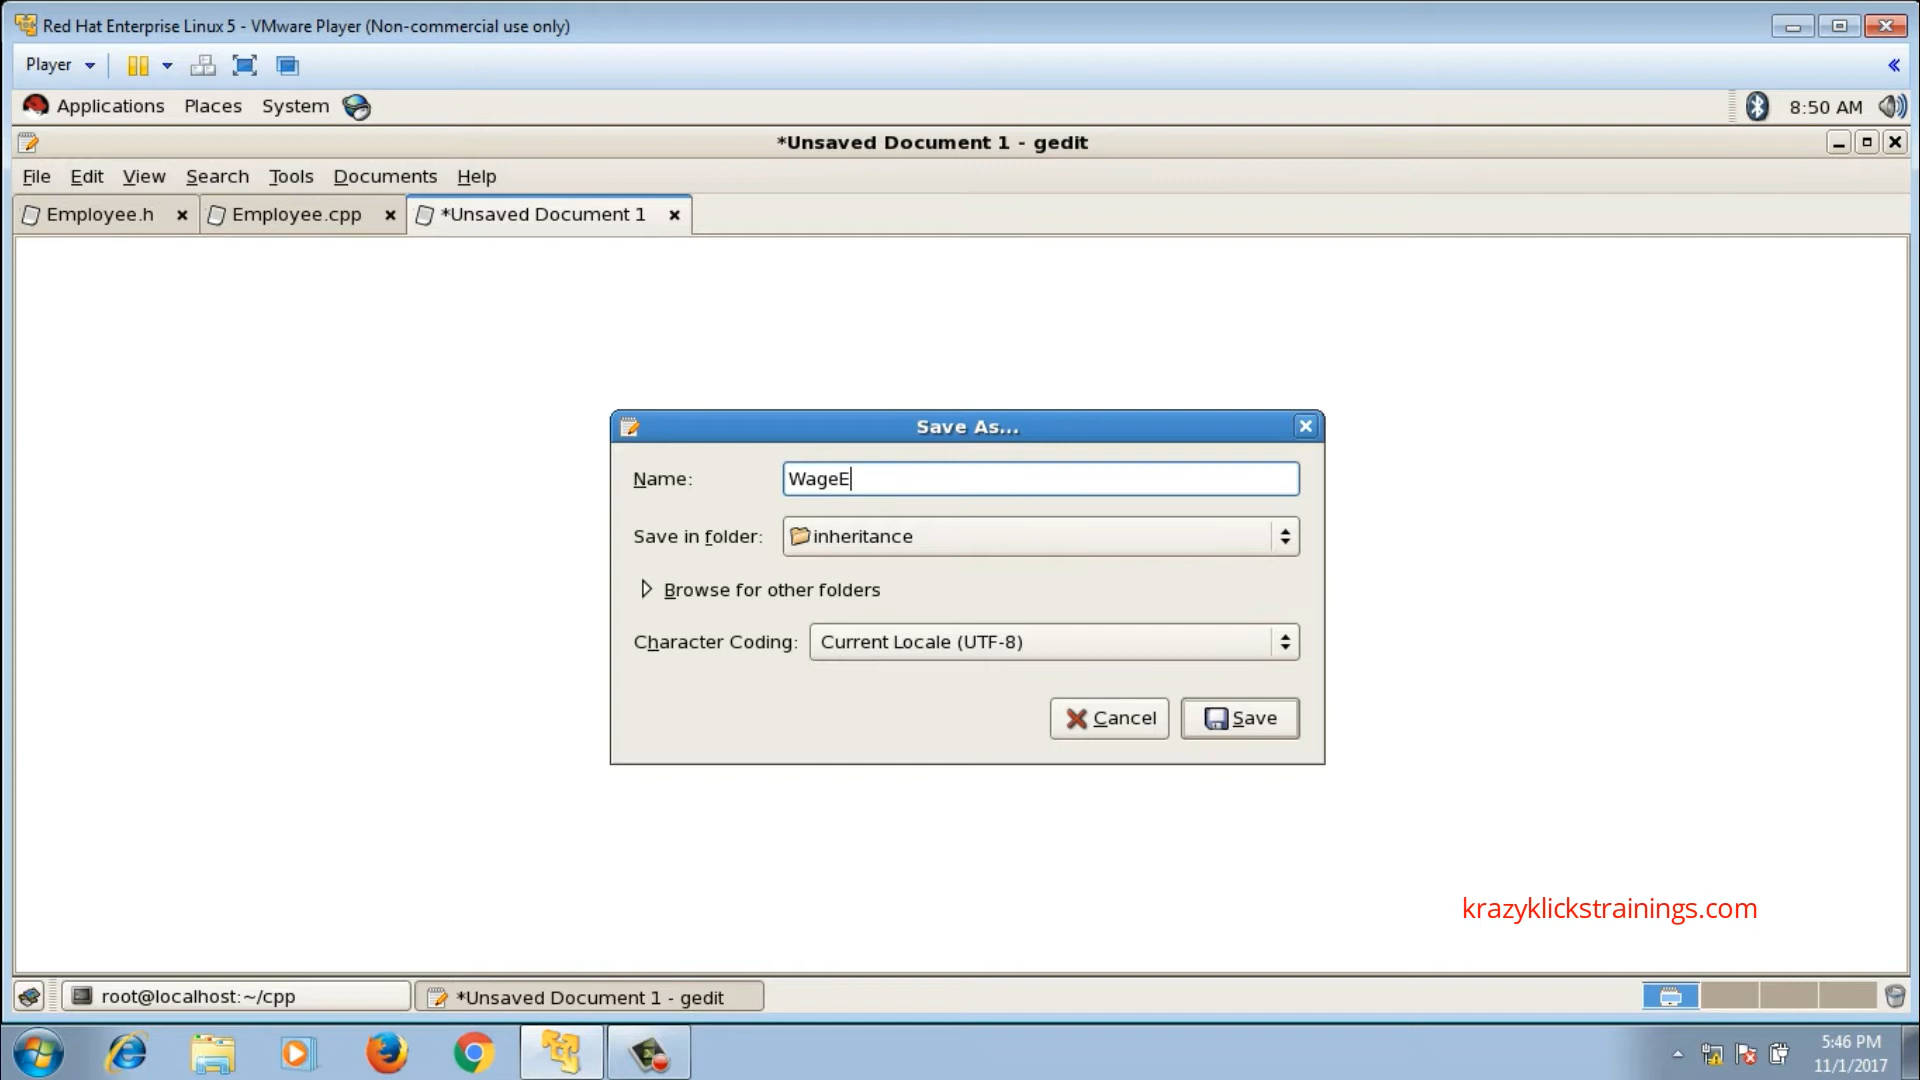 Red Hat Enterprise Linux 5 - VMware Player (Non-commercial use only)
Player
Applications Places System 8:50 AM
*Unsaved Document 1 - gedit
File Edit View Search Tools Documents Help
Employee.h Employee.cpp *Unsaved Document 1
Save As...
Name: WageE
Save in folder: inheritance
Browse for other folders
Character Coding: Current Locale (UTF-8)
Cancel Save
krazyklickstrainings.com
root@localhost:~/cpp *Unsaved Document 1 - gedit
5:46 PM
11/1/2017